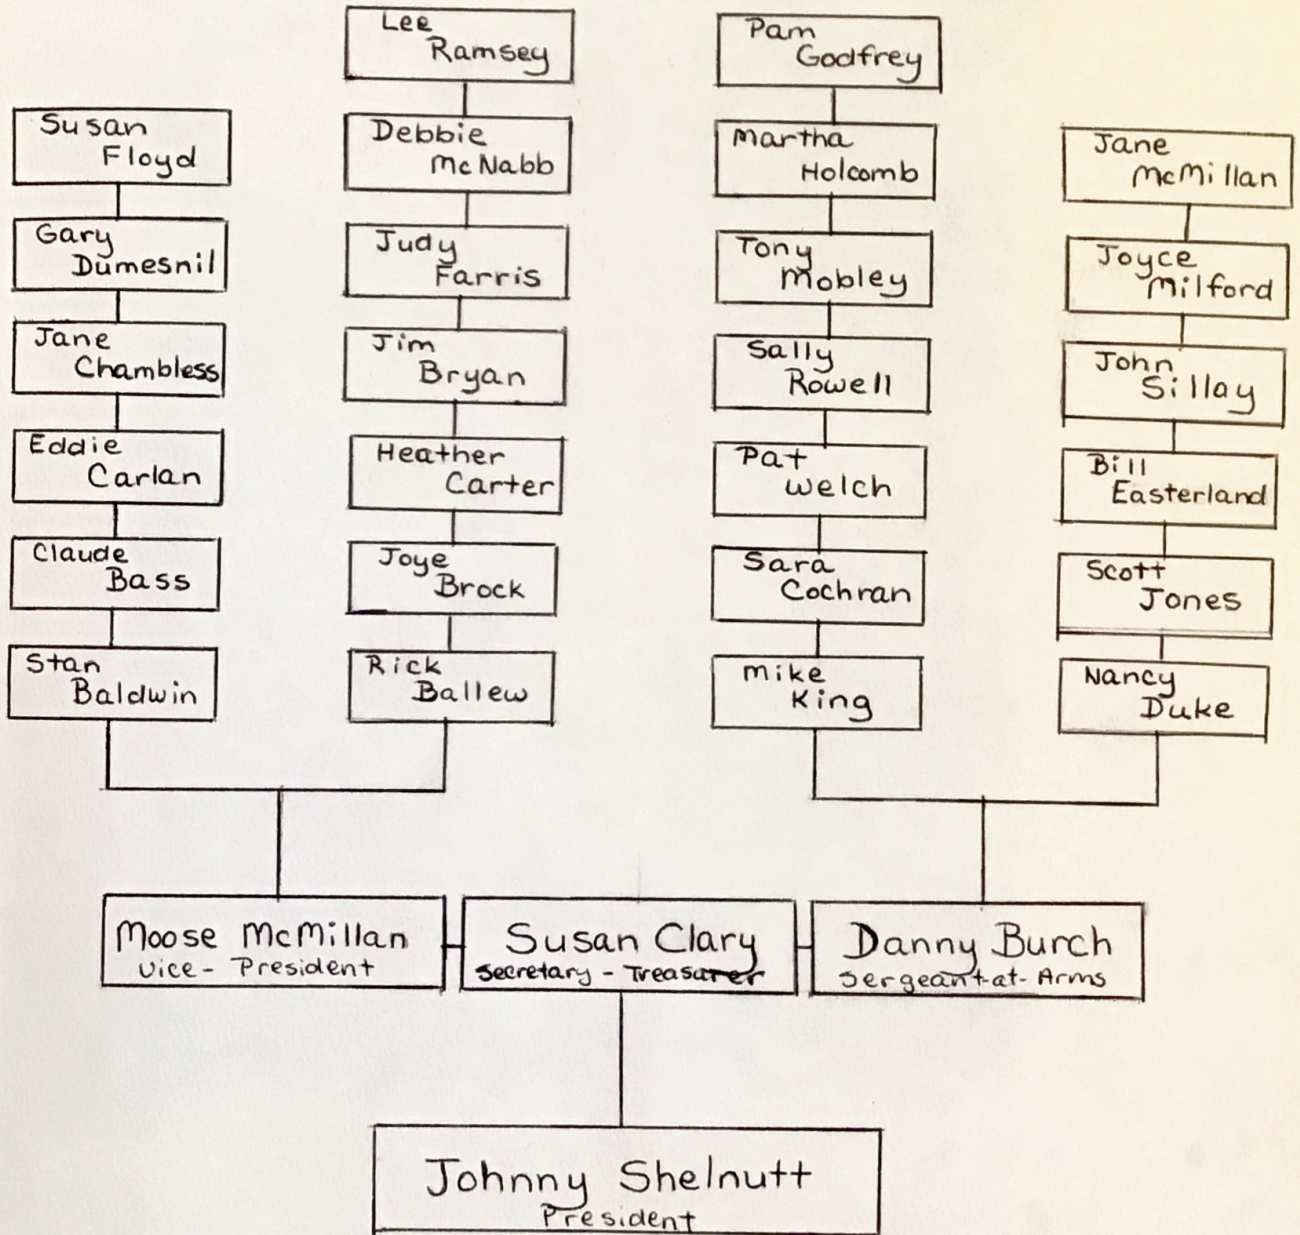 Lee
Ramsey
Debbie
McNabb
Judy
Farris
Jim
Bryan
Heather
Carter
Joye
Brock
Rick
Ballew
Susan
Floyd
Gary
Dumesnil
Jane
Chambless
Eddie
Carlan
Claude
Bass
Stan
Baldwin
Pam
Godfrey
Martha
Holcomb
Tony
Mobley
Sally
Rowell
Pat
Welch
Sara
Cochran
Mike
King
Jane
McMillan
Joyce
Milford
John
Sillay
Bill
Easterland
Scott
Jones
Nancy
Duke
Moose McMillan
Vice-President
Susan Clary
Secretary-Treasurer
Danny Burch
Sergeant-at-Arms
Johnny Shelnutt
President